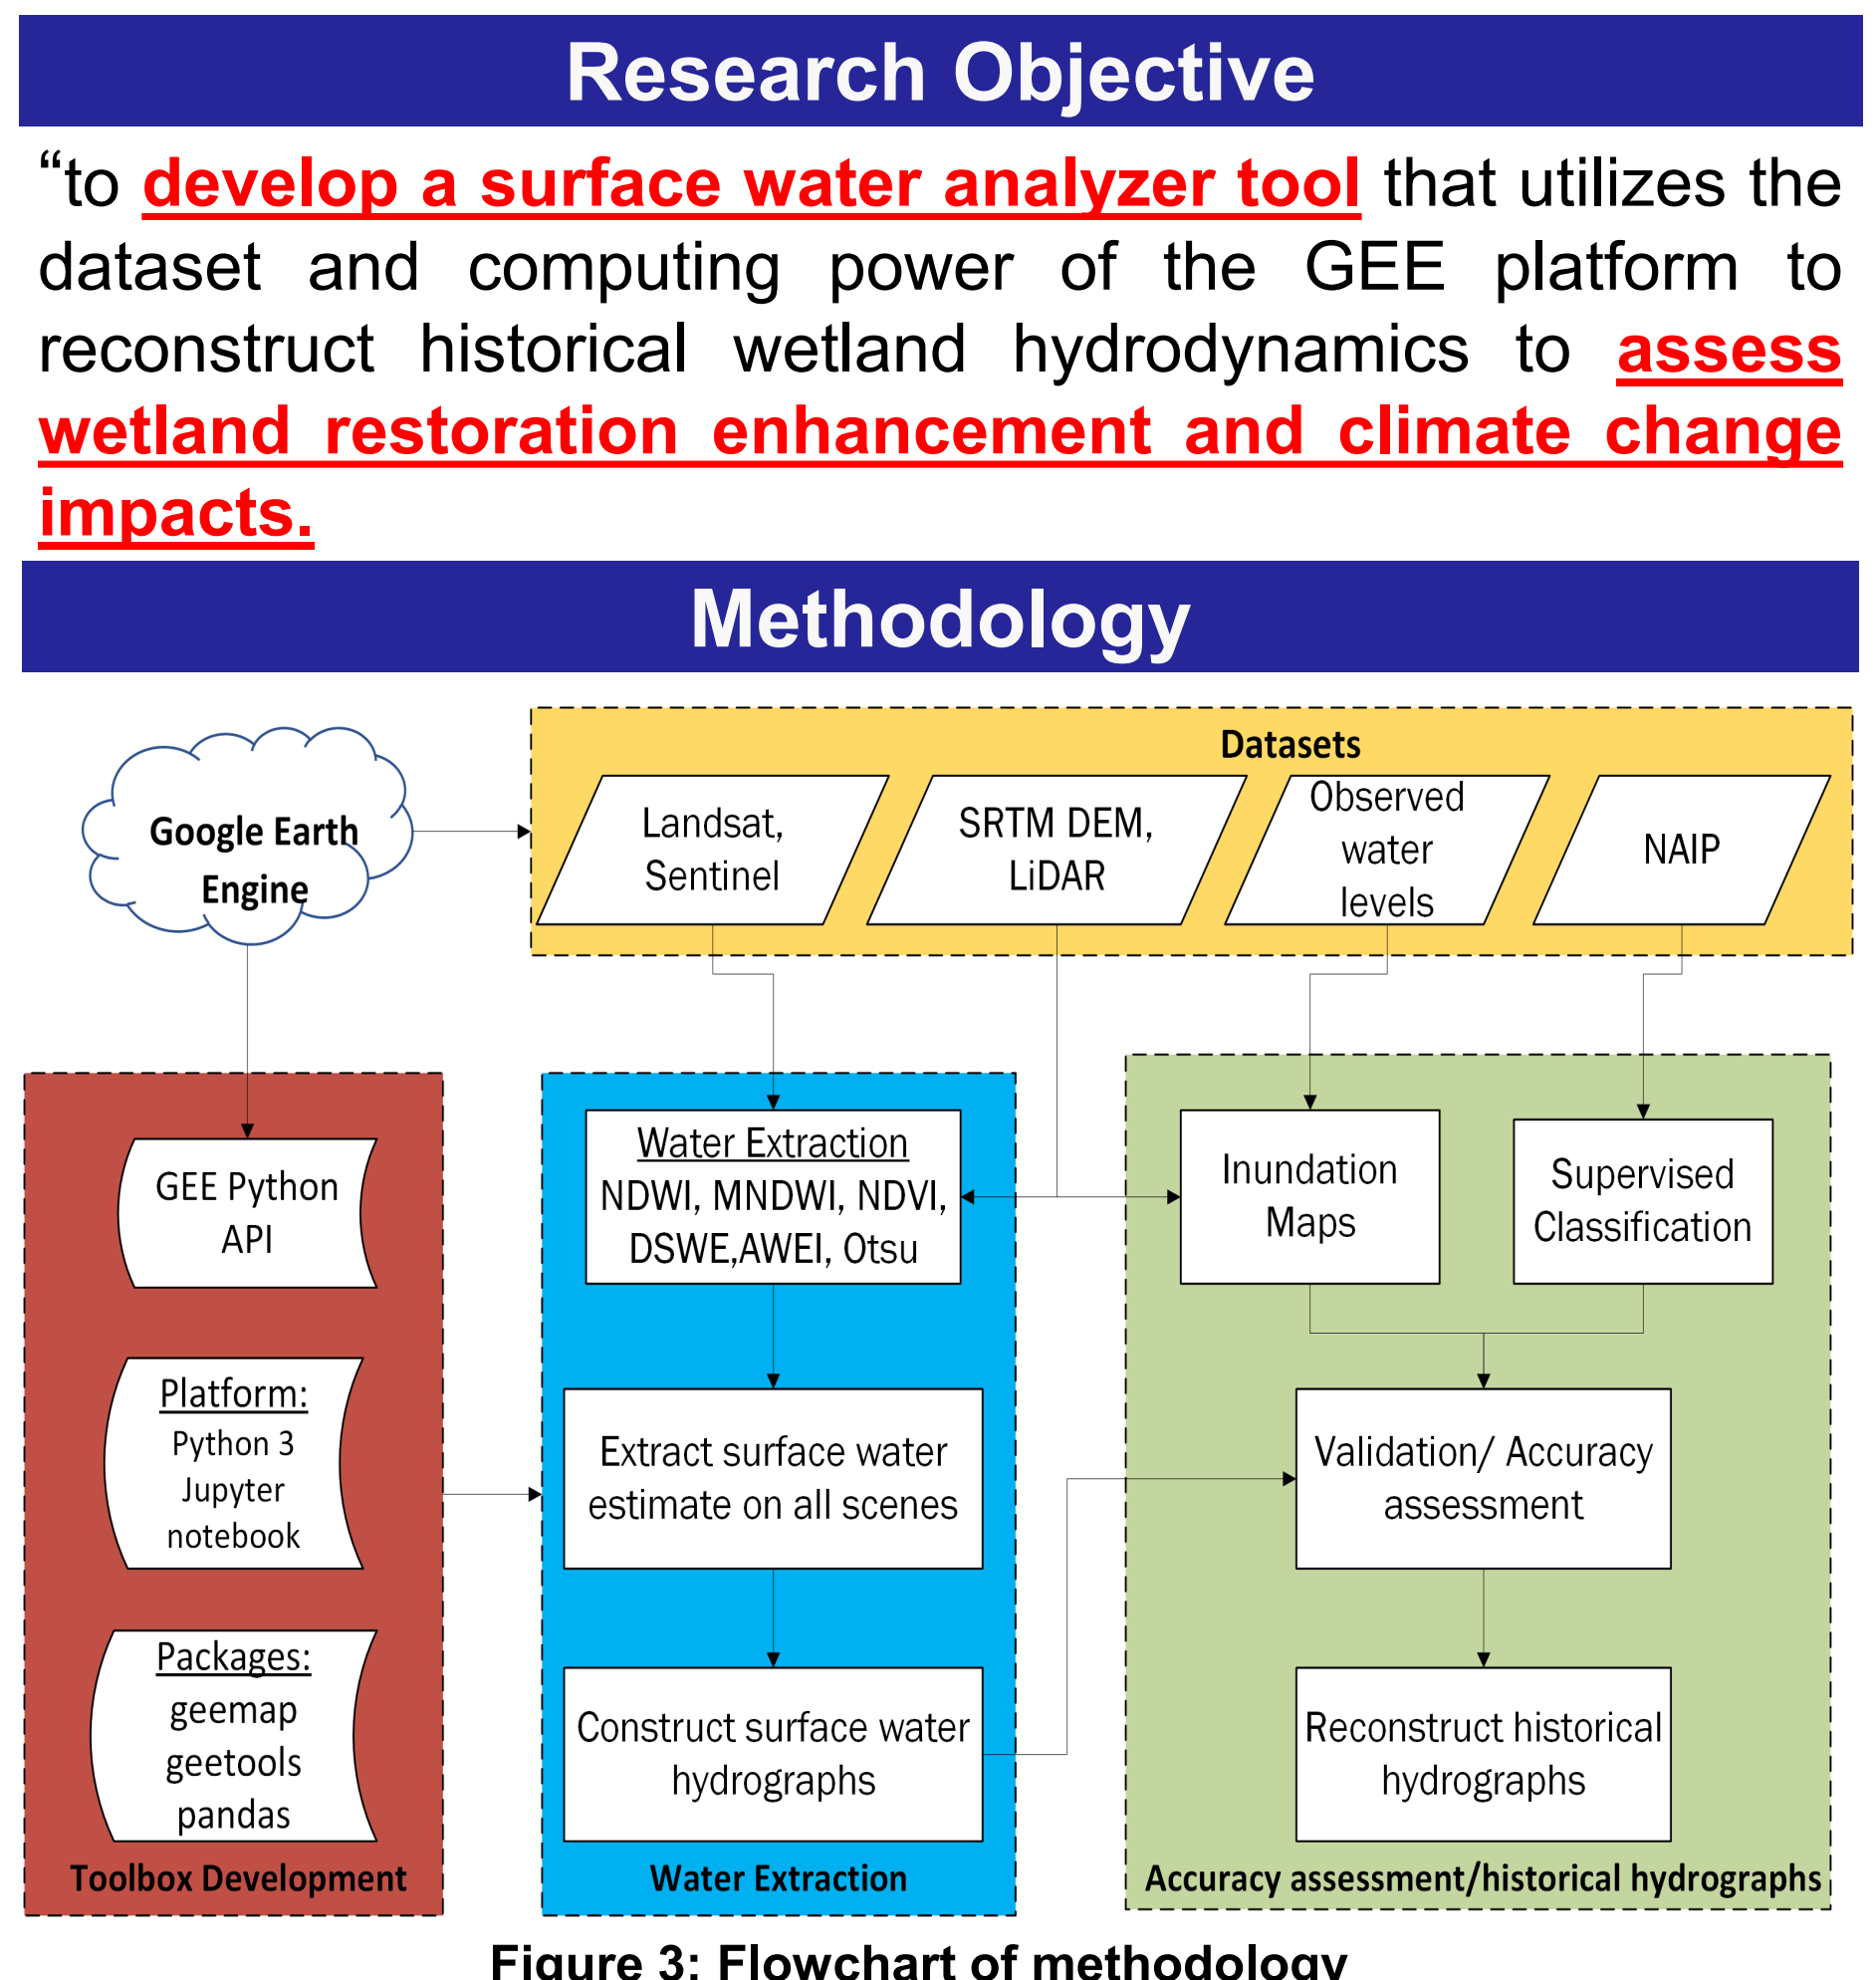 Research Objective
“to develop a surface water analyzer tool that utilizes the
dataset and computing power of the GEE platform to
reconstruct historical wetland hydrodynamics to assess
wetland restoration enhancement and climate change
impacts.
Methodology
Google Earth
Engine
Datasets
Landsat,
Sentinel
SRTM DEM,
LiDAR
Observed
water
levels
NAIP
GEE Python
API
Platform:
Python 3
Jupyter
notebook
Packages:
geemap
geetools
pandas
Toolbox Development
Water Extraction
NDWI, MNDWI, NDVI,
DSWE,AWEI, Otsu
Extract surface water
estimate on all scenes
Construct surface water
hydrographs
Water Extraction
Inundation
Maps
Supervised
Classification
Validation/ Accuracy
assessment
Reconstruct historical
hydrographs
Accuracy assessment/historical hydrographs
Figure 3: Flowchart of methodology